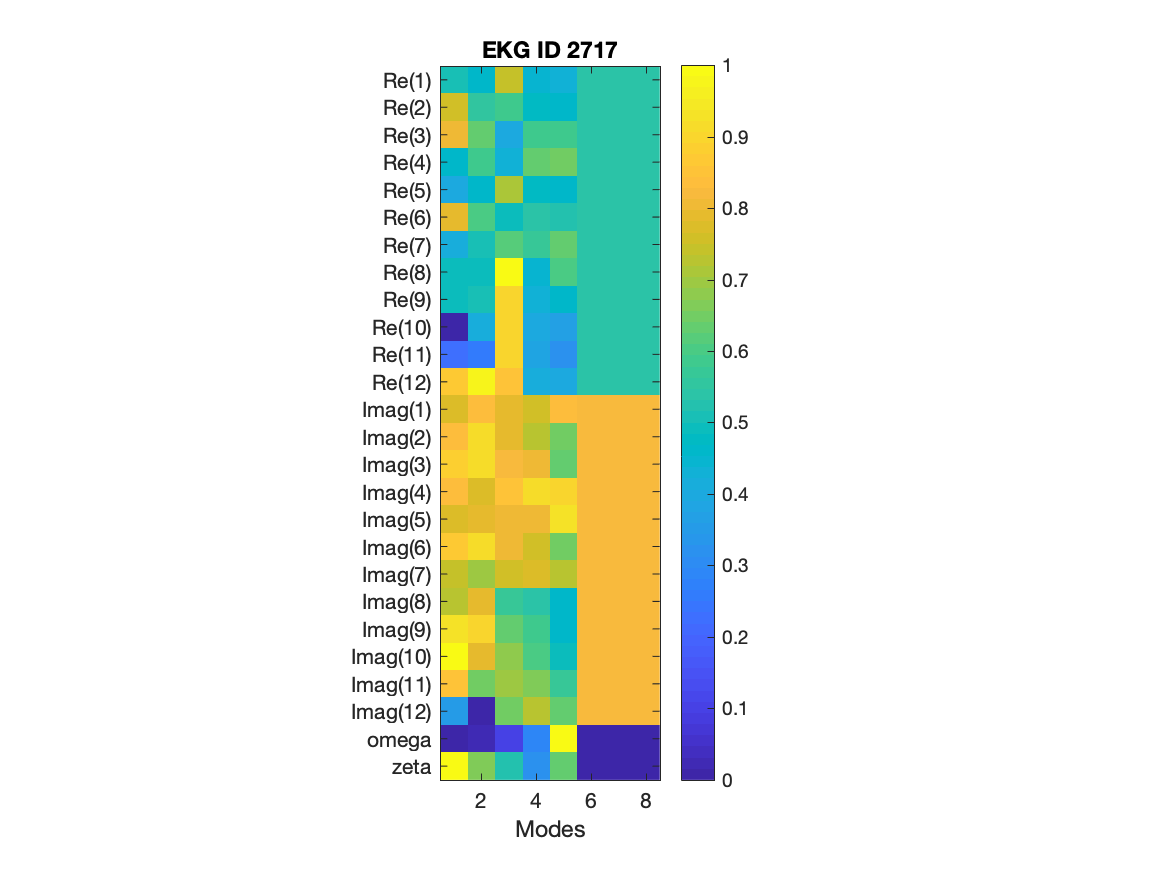 EKG ID 2717
Re(1)
Re(2)
Re(3)
Re(4)
Re(5)
Re(6)
Re(7)
Re(8)
Re(9)
Re(10)
Re(11)
Re(12)
Imag(1)
Imag(2)
Imag(3)
Imag(4)
Imag(5)
Imag(6)
Imag(7)
Imag(8)
Imag(9)
Imag(10)
Imag(11)
Imag(12)
omega
zeta
2 4 6 8
Modes
1
0.9
0.8
0.7
0.6
0.5
0.4
0.3
0.2
0.1
0